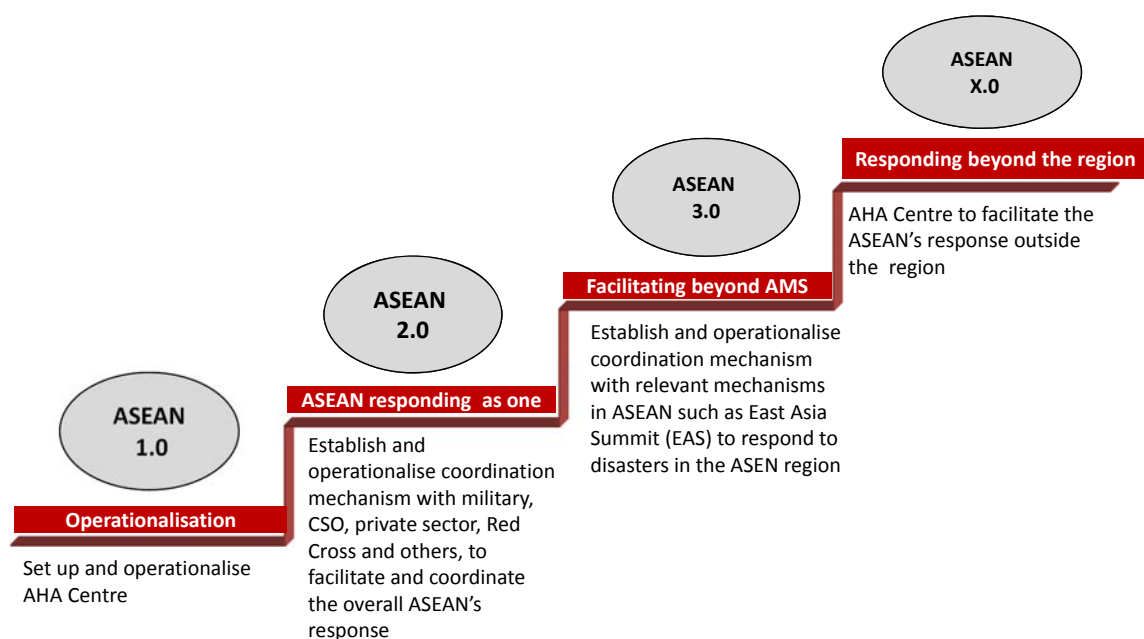 ASEAN
1.0
Operationalisation
Set up and operationalise
AHA Centre
ASEAN
2.0
ASEAN responding as one
Establish and
operationalise coordination
mechanism with military,
CSO, private sector, Red
Cross and others, to
facilitate and coordinate
the overall ASEAN’s
response
ASEAN
3.0
Facilitating beyond AMS
Establish and operationalise
coordination mechanism
with relevant mechanisms
in ASEAN such as East Asia
Summit (EAS) to respond to
disasters in the ASEN region
ASEAN
X.0
Responding beyond the region
AHA Centre to facilitate the
ASEAN’s response outside
the region